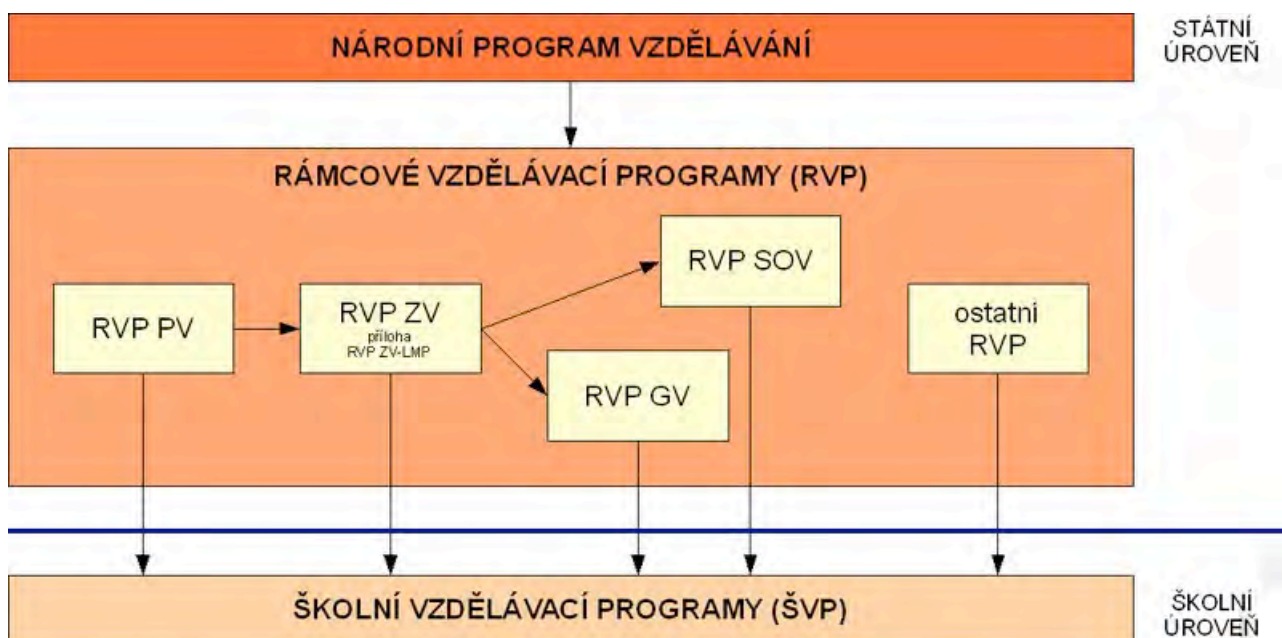 NÁRODNÍ PROGRAM VZDĚLÁVÁNÍ
STÁTNÍ
ÚROVEŇ
RÁMCOVÉ VZDĚLÁVACÍ PROGRAMY (RVP)
RVP SOV
RVP PV
RVP ZV
příloha
RVP ZV-LMP
ostatni
RVP
RVP GV
ŠKOLNÍ VZDĚLÁVACÍ PROGRAMY (ŠVP)
ŠKOLNÍ
ÚROVEŇ